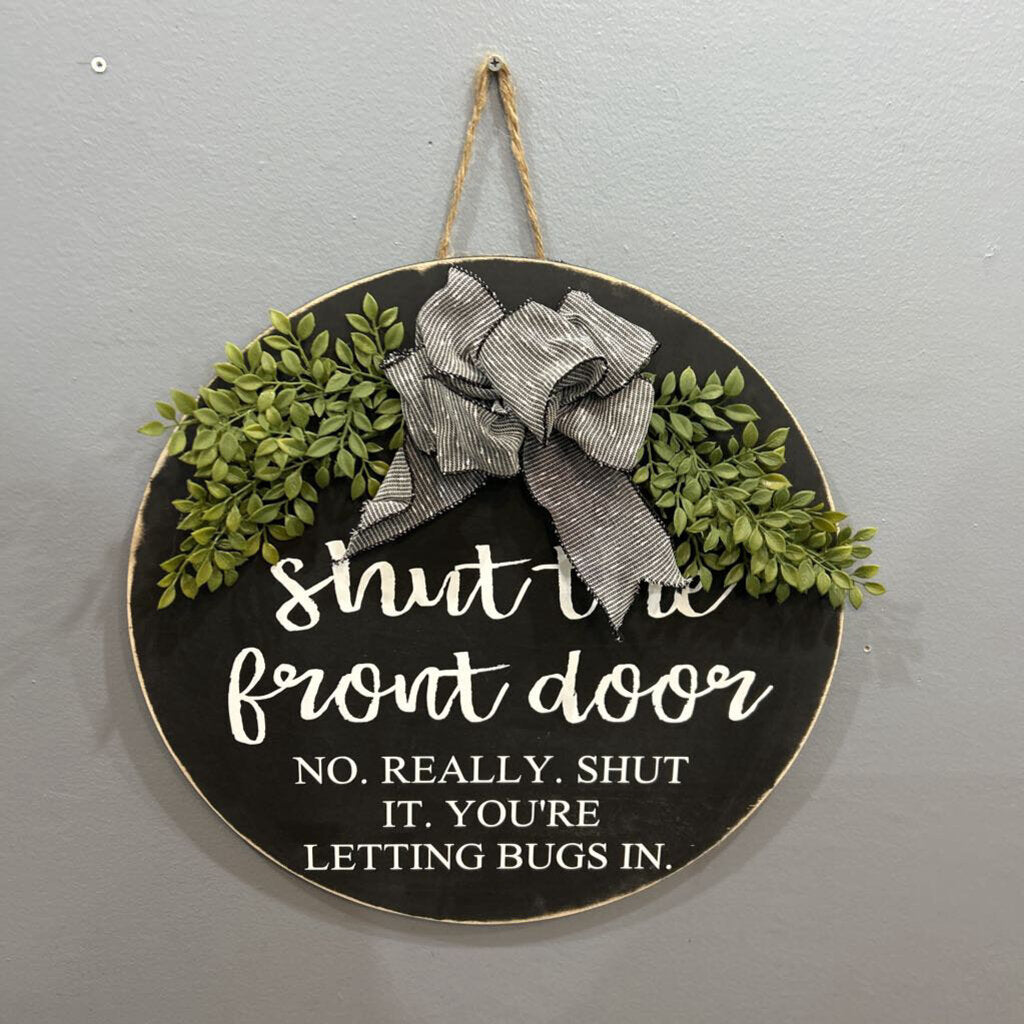 shut the
front door
NO. REALLY. SHUT
IT. YOU'RE
LETTING BUGS IN.